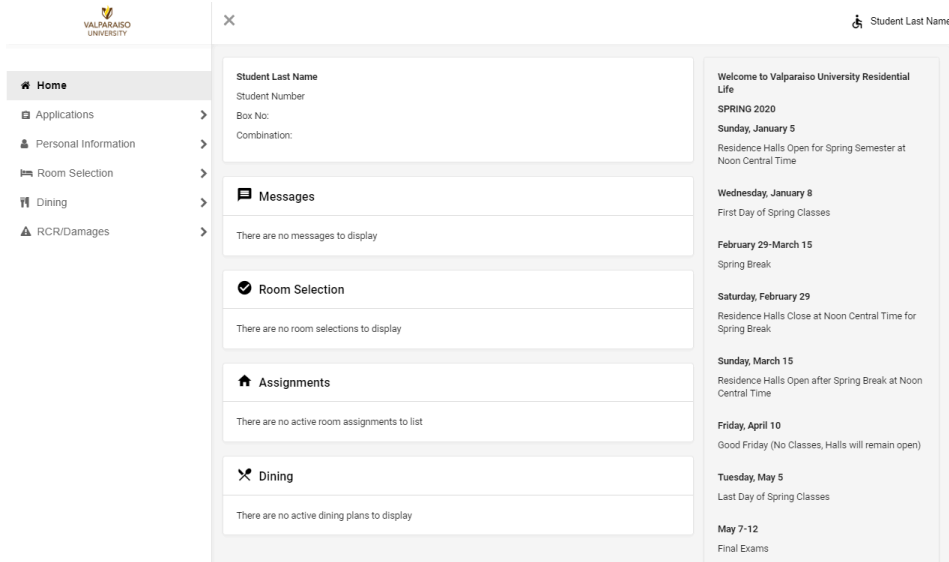 VALPARAISO
UNIVERSITY
Student Last Name
Home
Applications
Personal Information
Room Selection
Dining
RCR/Damages
Student Last Name
Student Number
Box No:
Combination:
Messages
There are no messages to display
Room Selection
There are no room selections to display
Assignments
There are no active room assignments to list
Dining
There are no active dining plans to display
Welcome to Valparaiso University Residential
Life
SPRING 2020
Sunday, January 5
Residence Halls Open for Spring Semester at
Noon Central Time
Wednesday, January 8
First Day of Spring Classes
February 29-March 15
Spring Break
Saturday, February 29
Residence Halls Close at Noon Central Time for
Spring Break
Sunday, March 15
Residence Halls Open after Spring Break at Noon
Central Time
Friday, April 10
Good Friday (No Classes, Halls will remain open)
Tuesday, May 5
Last Day of Spring Classes
May 7-12
Final Exams